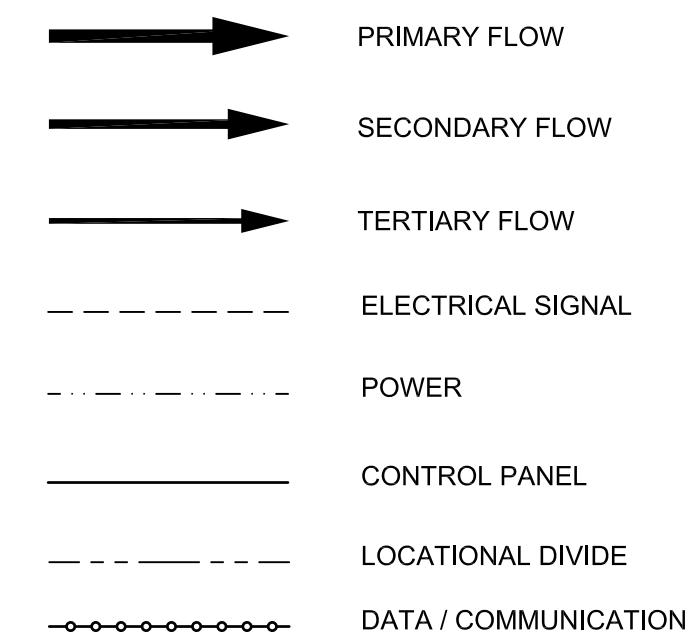 PRIMARY FLOW
SECONDARY FLOW
TERTIARY FLOW
ELECTRICAL SIGNAL
POWER
CONTROL PANEL
LOCATIONAL DIVIDE
DATA / COMMUNICATION